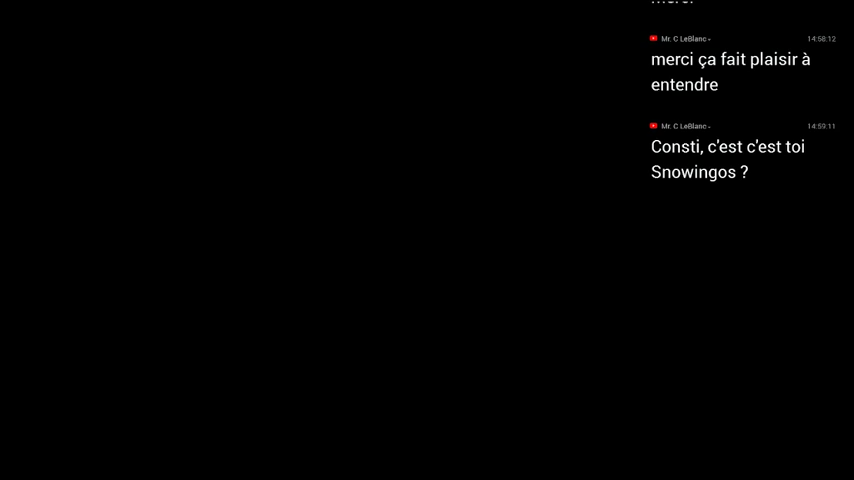 Mr. C LeBlanc 14:58:12
merci ça fait plaisir à
entendre
Mr. C LeBlanc 14:59:11
Consti, c'est c'est toi
Snowingos ?